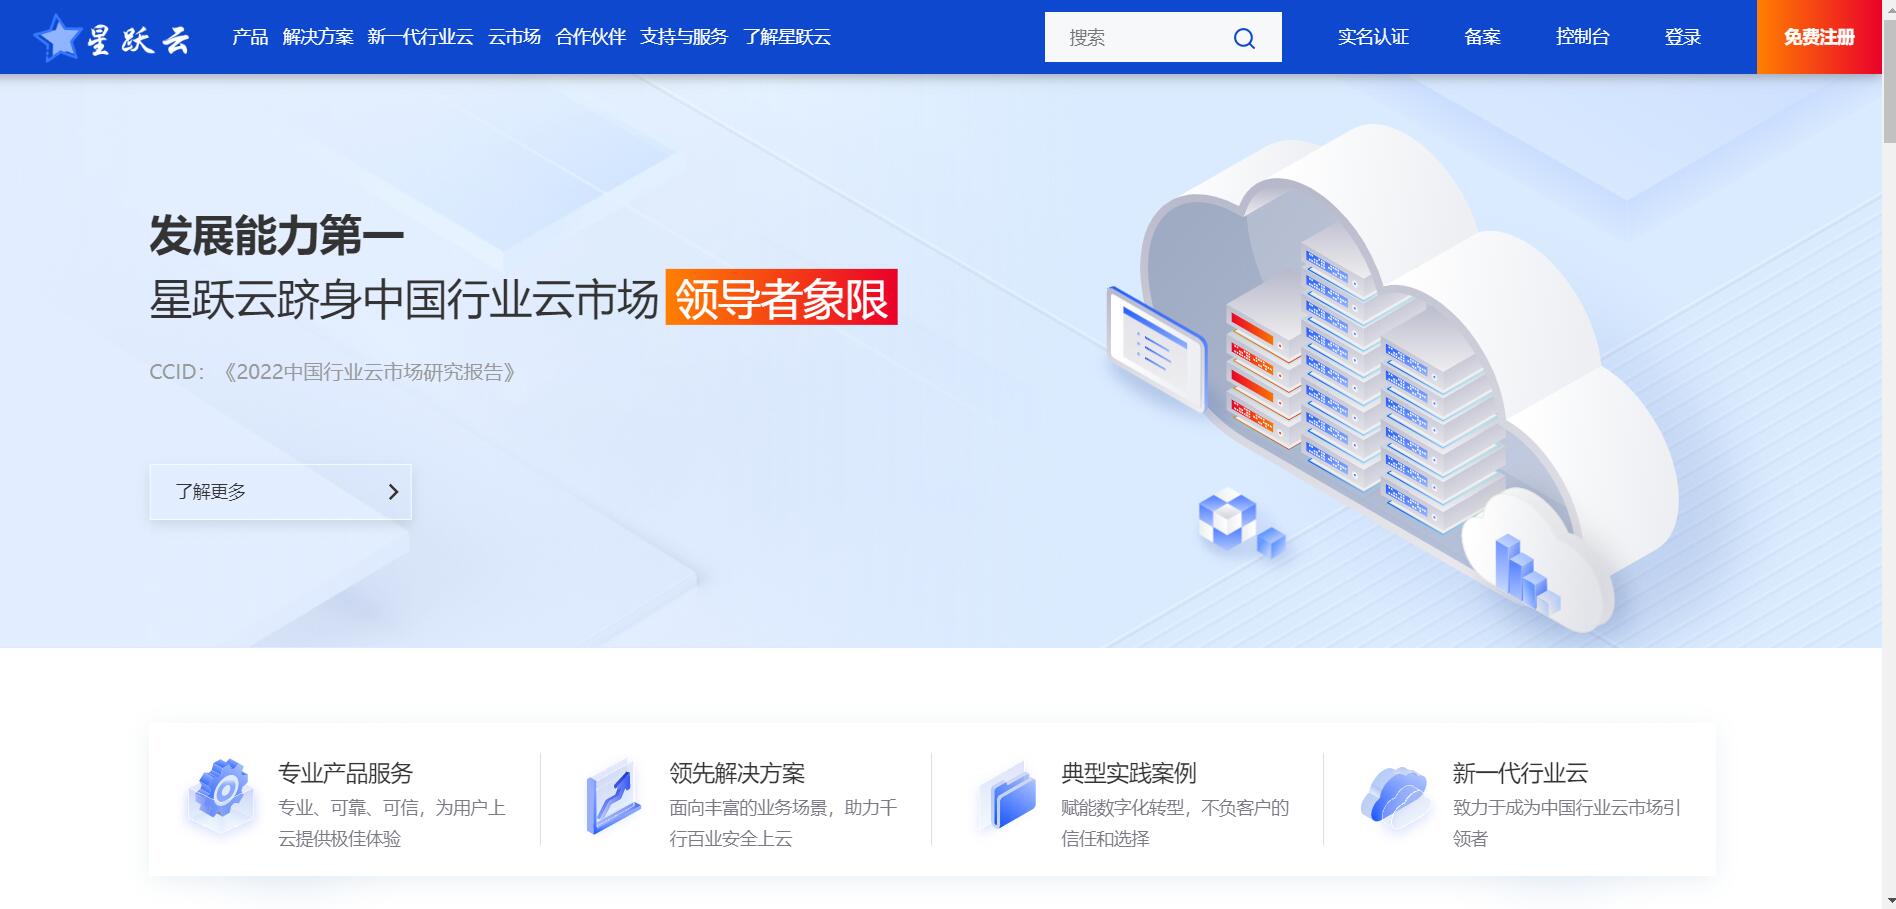 星跃云
产品 解决方案 新一代行业云 云市场 合作伙伴 支持与服务 了解星跃云
搜索
实名认证 备案 控制台 登录 免费注册
发展能力第一
星跃云跻身中国行业云市场 领导者象限
CCID：《2022中国行业云市场研究报告》
了解更多
专业产品服务
专业、可靠、可信，为用户上
云提供极佳体验
领先解决方案
面向丰富的业务场景，助力千
行百业安全上云
典型实践案例
赋能数字化转型，不负客户的
信任和选择
新一代行业云
致力于成为中国行业云市场引
领者